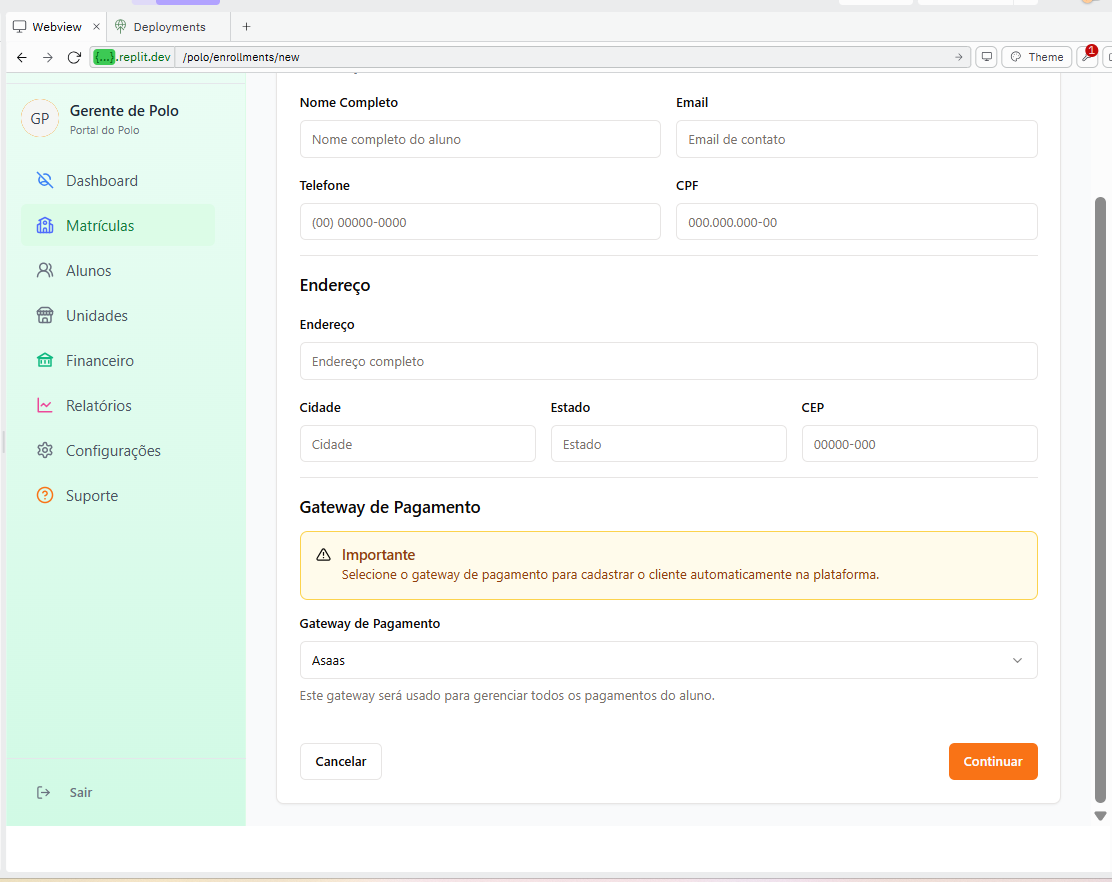 Webview
Deployments
{...}.replit.dev /polo/enrollments/new
Theme
1
GP
Gerente de Polo
Portal do Polo
Dashboard
Matrículas
Alunos
Unidades
Financeiro
Relatórios
Configurações
Suporte
Sair
Nome Completo Email
Nome completo do aluno Email de contato
Telefone CPF
(00) 00000-0000 000.000.000-00
Endereço
Endereço
Endereço completo
Cidade Estado CEP
Cidade Estado 00000-000
Gateway de Pagamento
Importante
Selecione o gateway de pagamento para cadastrar o cliente automaticamente na plataforma.
Gateway de Pagamento
Asaas
Este gateway será usado para gerenciar todos os pagamentos do aluno.
Cancelar Continuar